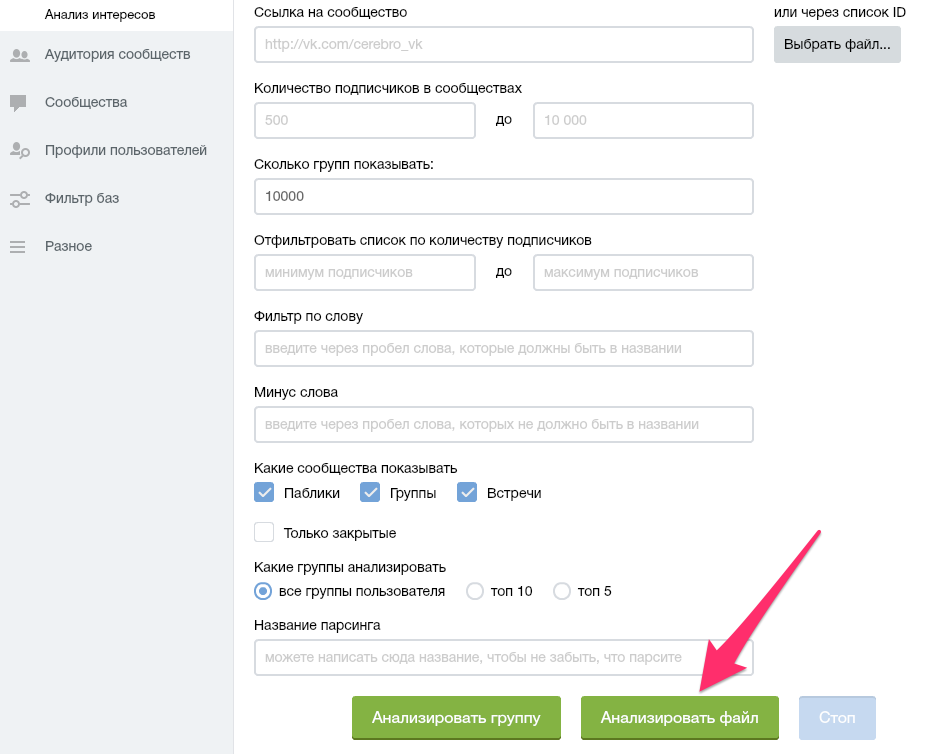 Анализ интересов
Аудитория сообществ
Сообщества
Профили пользователей
Фильтр баз
Разное
Ссылка на сообщество
или через список ID
http://vk.com/cerebro_vk
Выбрать файл...
Количество подписчиков в сообществах
500 до 10 000
Сколько групп показывать:
10000
Отфильтровать список по количеству подписчиков
минимум подписчиков до максимум подписчиков
Фильтр по слову
введите через пробел слова, которые должны быть в названии
Минус слова
введите через пробел слова, которых не должно быть в названии
Какие сообщества показывать
Паблики Группы Встречи
Только закрытые
Какие группы анализировать
все группы пользователя топ 10 топ 5
Название парсинга
можете написать сюда название, чтобы не забыть, что парсите
Анализировать группу Анализировать файл Стоп